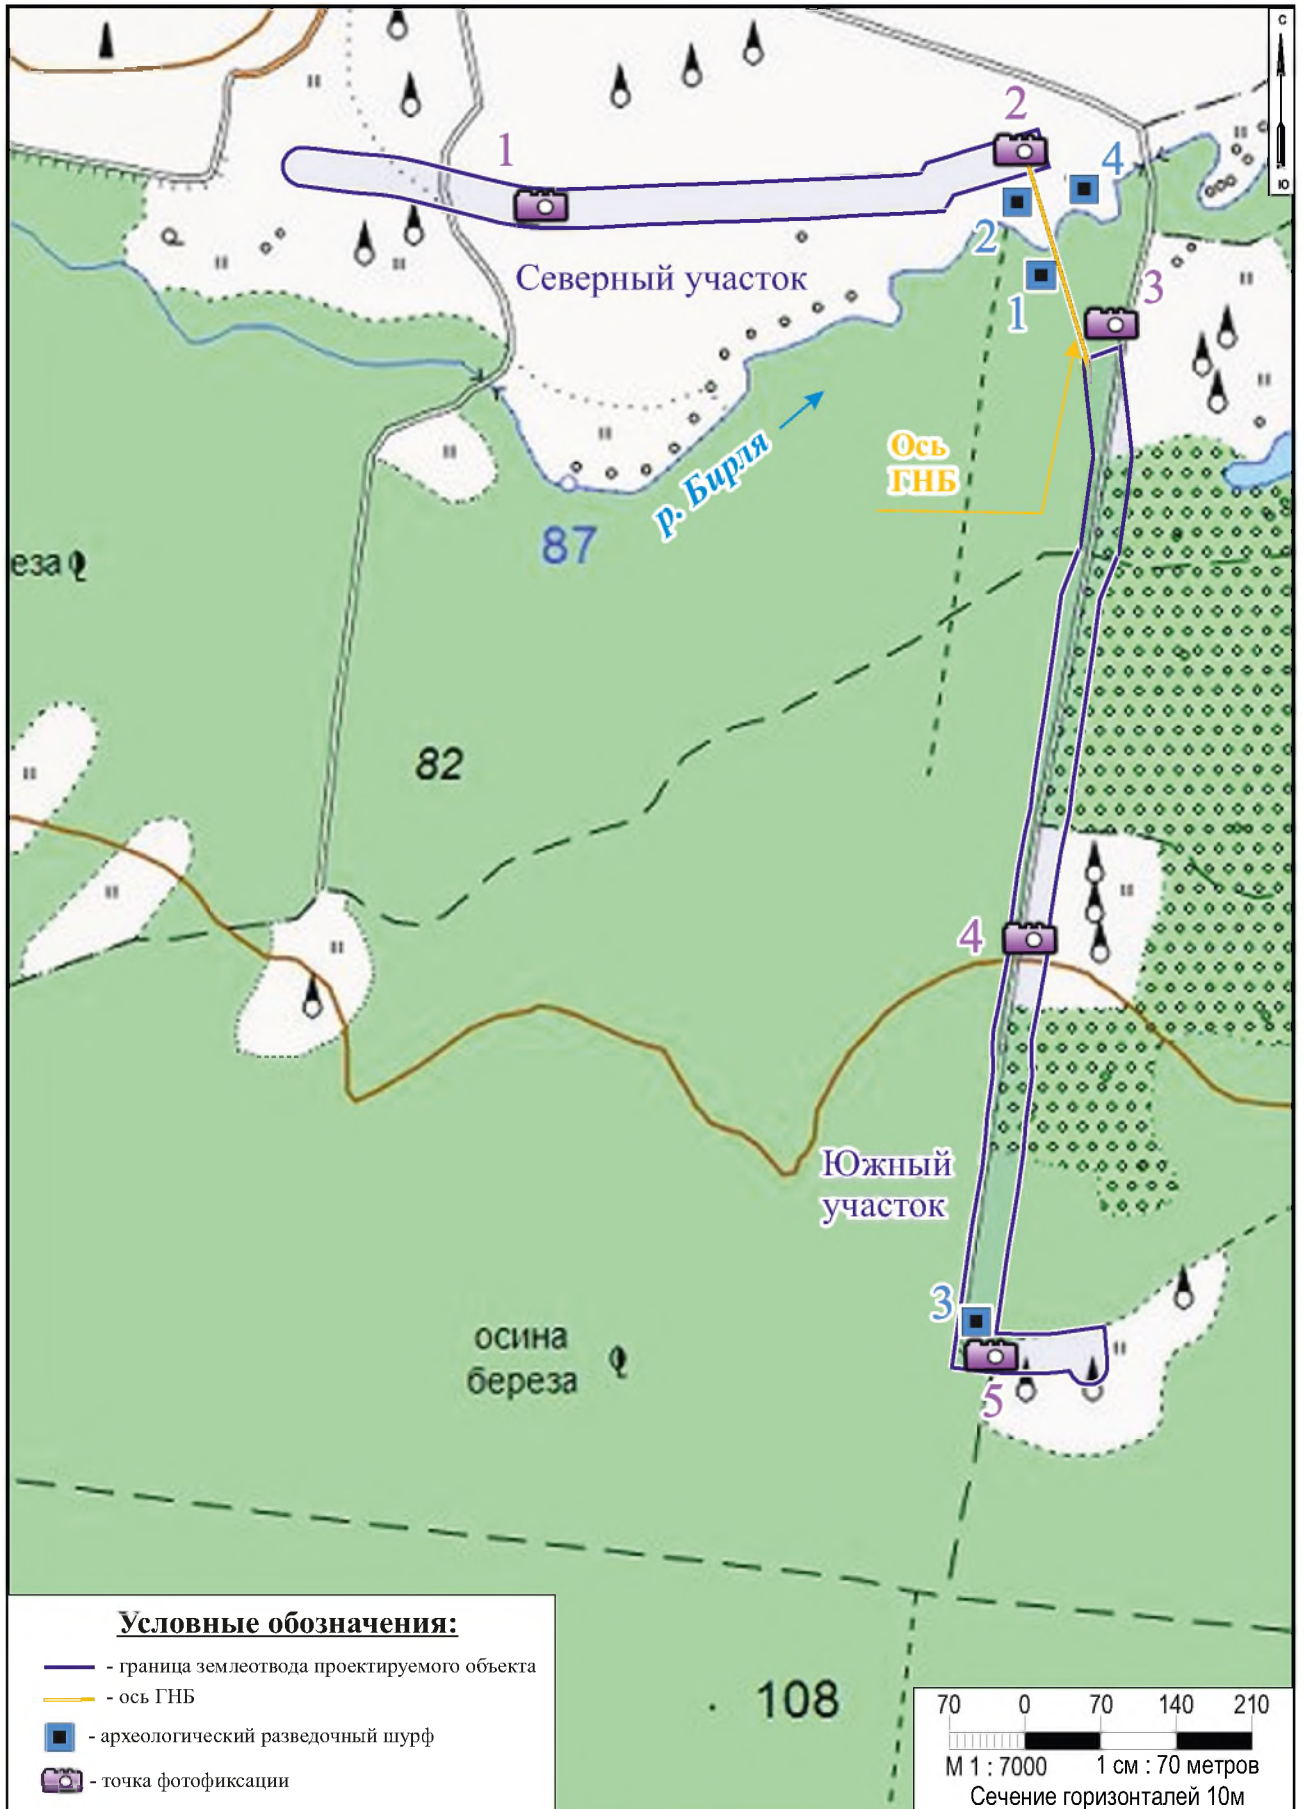 С
Ю
1
2
4
2
1
3
Северный участок
р. Бирля
Ось
ГНБ
87
еза
82
4
Южный
участок
3
5
осина
береза
108
Условные обозначения:
- граница землеотвода проектируемого объекта
- ось ГНБ
- археологический разведочный шурф
- точка фотофиксации
70 0 70 140 210
М 1 : 7000 1 см : 70 метров
Сечение горизонталей 10м